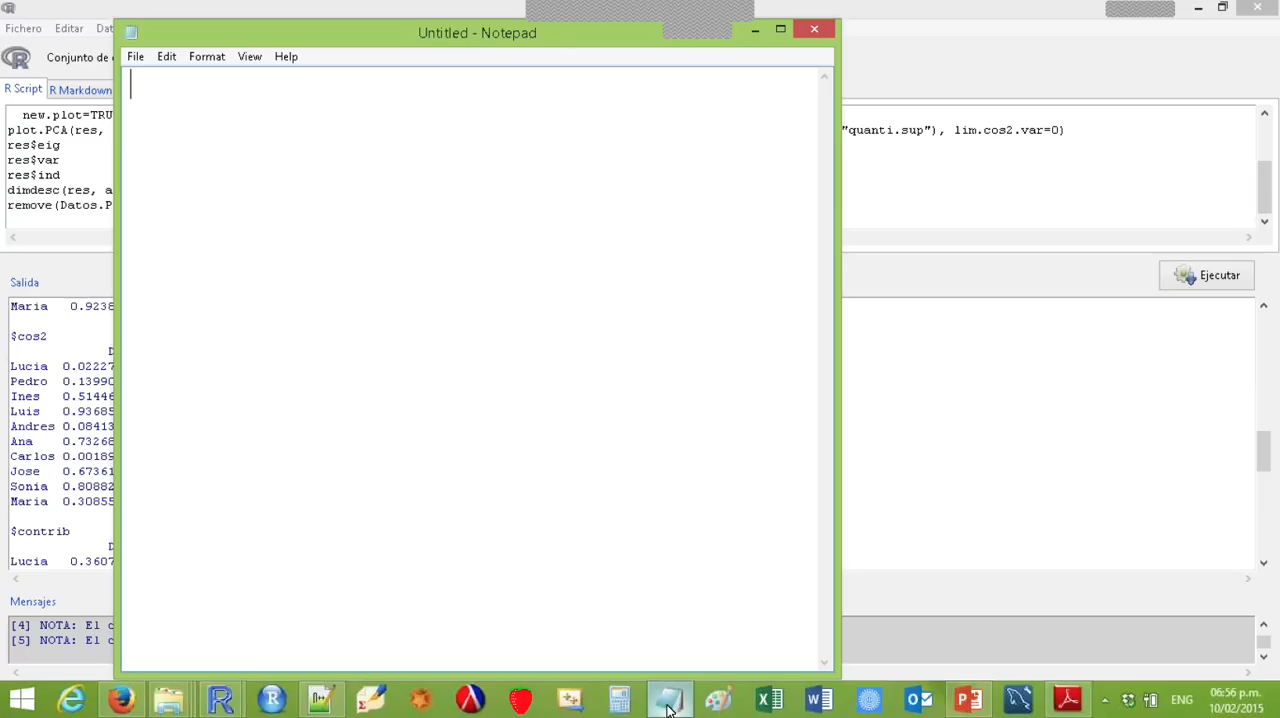 Untitled - Notepad
File Edit Format View Help
Fichero Editar Dat
Conjunto de
R Script R Markdown
new.plot=TRU
plot.PCA(res, "quanti.sup"), lim.cos2.var=0)
res$eig
res$var
res$ind
dimdesc(res, a
remove(Datos.P
Salida
Ejecutar
Maria 0.9238
$cos2
D
Lucia 0.02227
Pedro 0.13990
Ines 0.51446
Luis 0.93685
Andres 0.08413
Ana 0.73268
Carlos 0.00189
Jose 0.67361
Sonia 0.80882
Maria 0.30855
$contrib
D
Lucia 0.3607
Mensajes
[4] NOTA: El c
[5] NOTA: El c
ENG
06:56 p.m.
10/02/2015